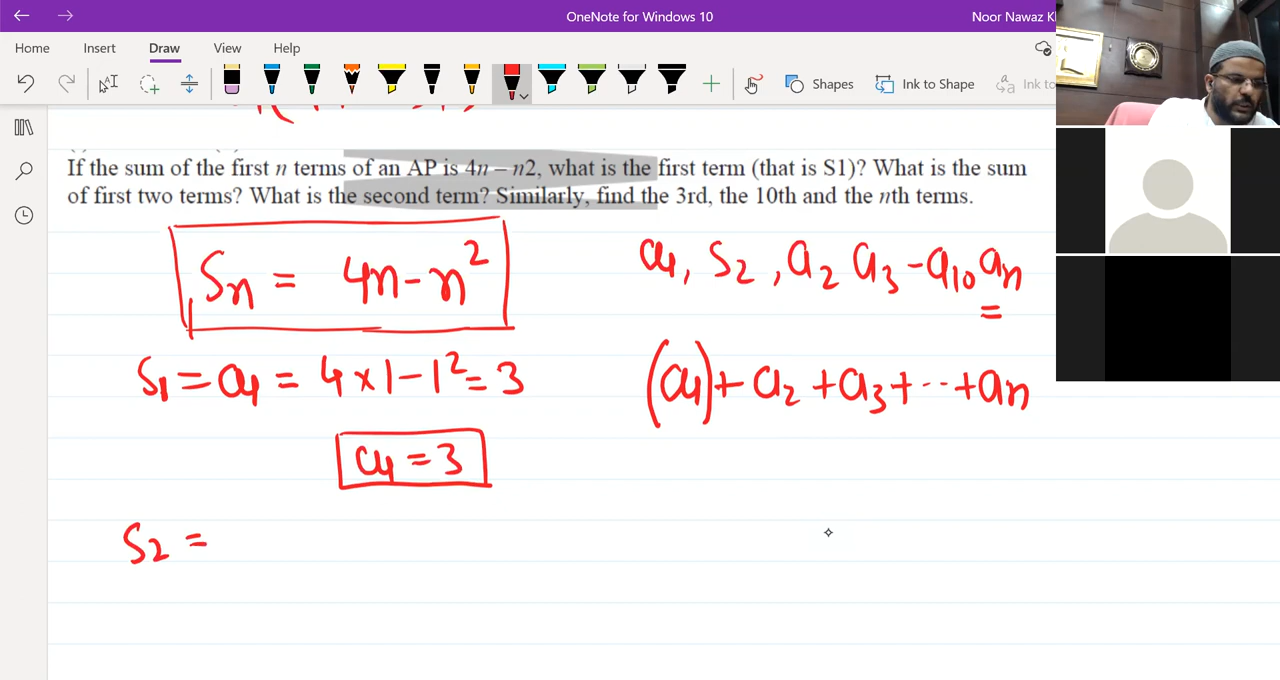 OneNote for Windows 10
Noor Nawaz K
Home Insert Draw View Help
Shapes Ink to Shape Ink to
If the sum of the first n terms of an AP is 4n – n2, what is the first term (that is S1)? What is the sum
of first two terms? What is the second term? Similarly, find the 3rd, the 10th and the nth terms.
Sn = 4n - n²
a1, S2, a2 a3 - a10 an
=
S1 = a1 = 4 × 1 - 1² = 3
(a1) + a2 + a3 + ... + an
a1 = 3
S2 =